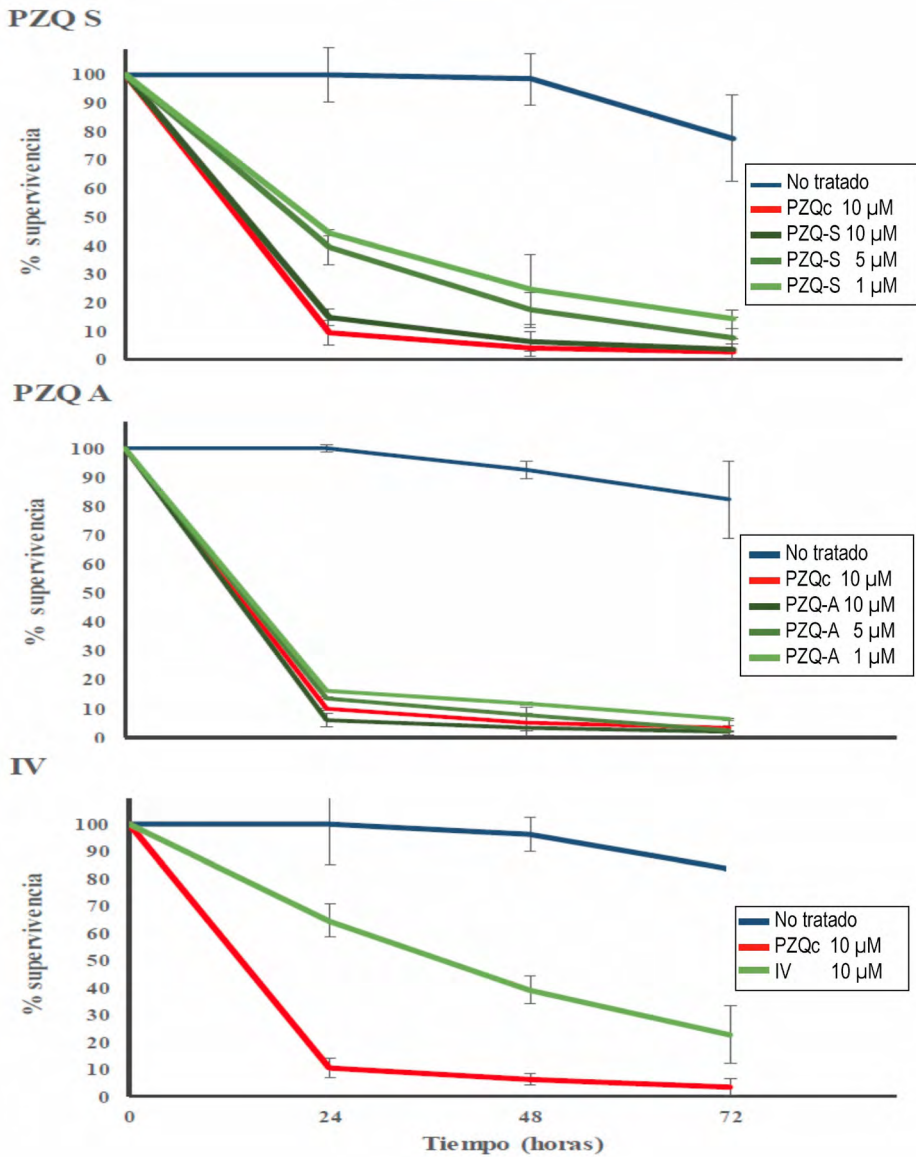 PZQ S
% supervivencia
100
90
80
70
60
50
40
30
20
10
0
No tratado
PZQc 10 µM
PZQ-S 10 µM
PZQ-S 5 µM
PZQ-S 1 µM
PZQ A
% supervivencia
100
90
80
70
60
50
40
30
20
10
0
No tratado
PZQc 10 µM
PZQ-A 10 µM
PZQ-A 5 µM
PZQ-A 1 µM
IV
% supervivencia
100
90
80
70
60
50
40
30
20
10
0
No tratado
PZQc 10 µM
IV 10 µM
0 24 48 72
Tiempo (horas)